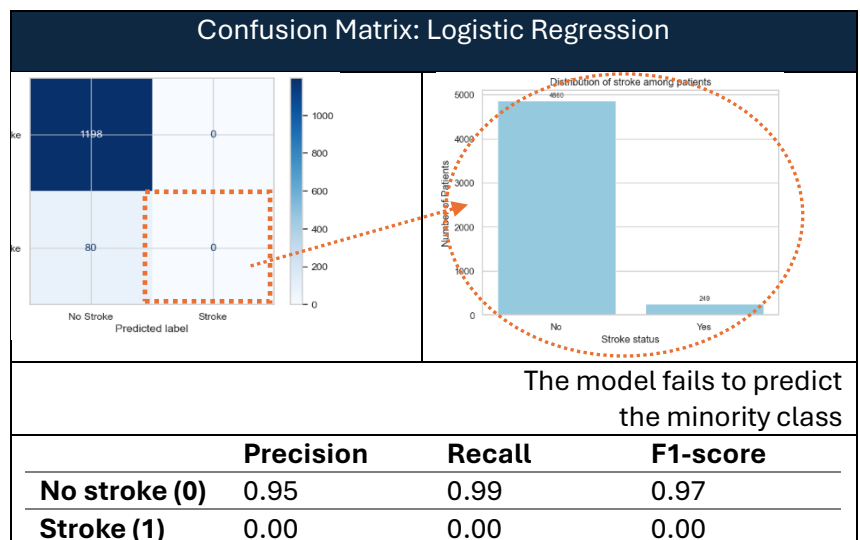 Confusion Matrix: Logistic Regression
ke
1198
0
ke
80
0
1000
800
600
400
200
0
No Stroke
Stroke
Predicted label
Distribution of stroke among patients
4860
249
5000
4000
3000
2000
1000
0
Number of Patients
No
Yes
Stroke status
The model fails to predict
the minority class
Precision Recall F1-score
No stroke (0) 0.95 0.99 0.97
Stroke (1) 0.00 0.00 0.00